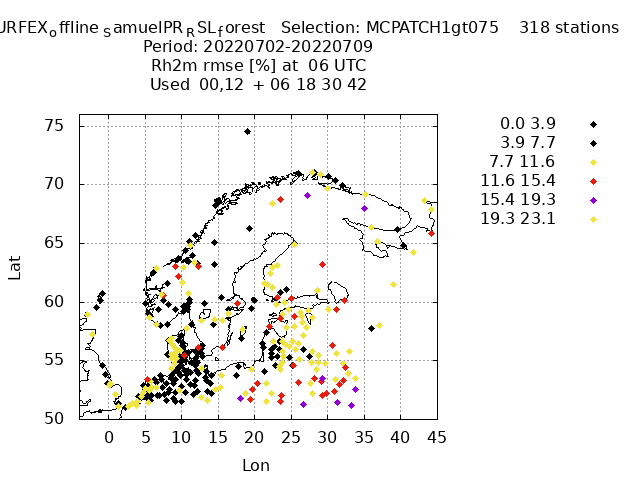 URFEXoffline SamuelPRRSLforest Selection: MCPATCH1gt075 318 stations
Period: 20220702-20220709
Rh2m rmse [%] at 06 UTC
Used 00,12 + 06 18 30 42
0.0 3.9
3.9 7.7
7.7 11.6
11.6 15.4
15.4 19.3
19.3 23.1
75
70
65
60
55
50
Lat
0 5 10 15 20 25 30 35 40 45
Lon